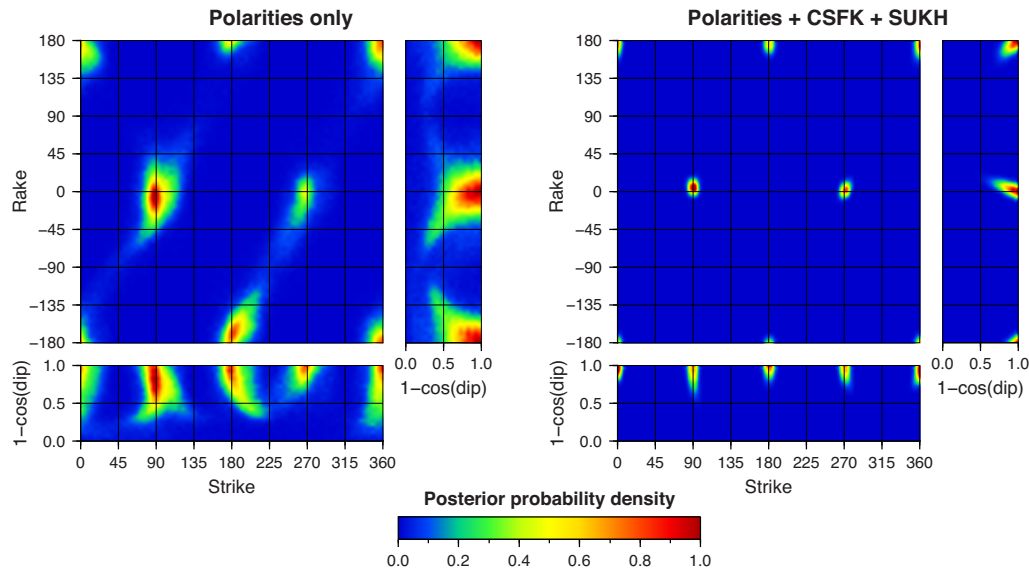 Polarities only
Polarities + CSFK + SUKH
180
135
90
45
0
−45
−90
−135
−180
Rake
0.0 0.5 1.0
1−cos(dip)
1.0
0.5
0.0
1−cos(dip)
0 45 90 135 180 225 270 315 360
Strike
180
135
90
45
0
−45
−90
−135
−180
Rake
0.0 0.5 1.0
1−cos(dip)
1.0
0.5
0.0
1−cos(dip)
0 45 90 135 180 225 270 315 360
Strike
Posterior probability density
0.0 0.2 0.4 0.6 0.8 1.0